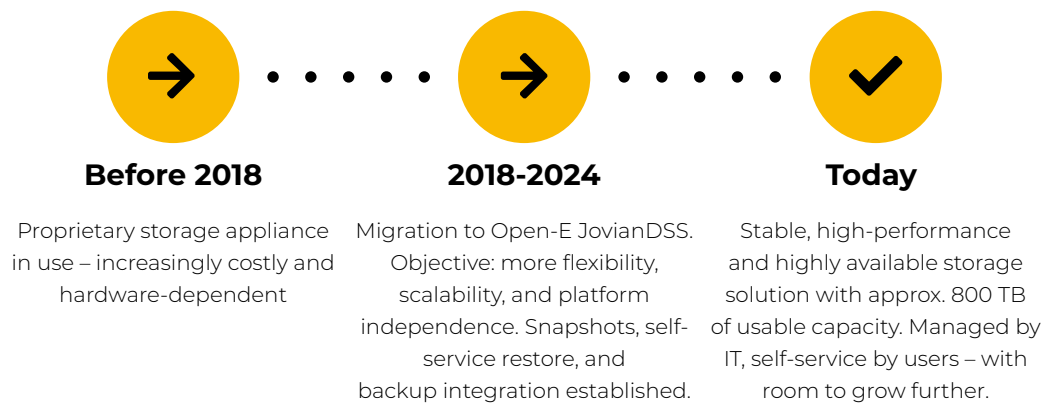 Before 2018
Proprietary storage appliance
in use – increasingly costly and
hardware-dependent
2018-2024
Migration to Open-E JovianDSS.
Objective: more flexibility,
scalability, and platform
independence. Snapshots, self-
service restore, and
backup integration established.
Today
Stable, high-performance
and highly available storage
solution with approx. 800 TB
of usable capacity. Managed by
IT, self-service by users – with
room to grow further.